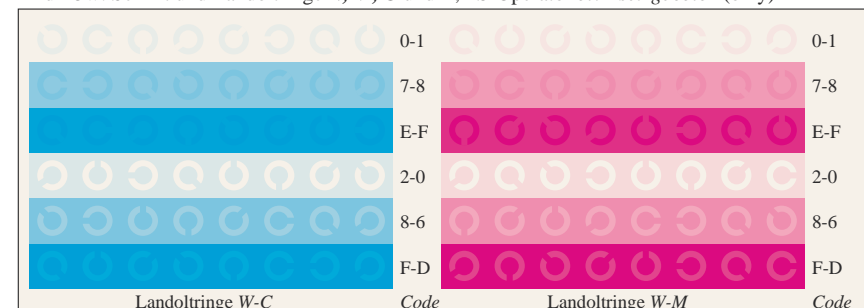 0-1 0-1
7-8 7-8
E-F E-F
2-0 2-0
8-6 8-6
F-D F-D
Landoltringe W-C Code Landoltringe W-M Code